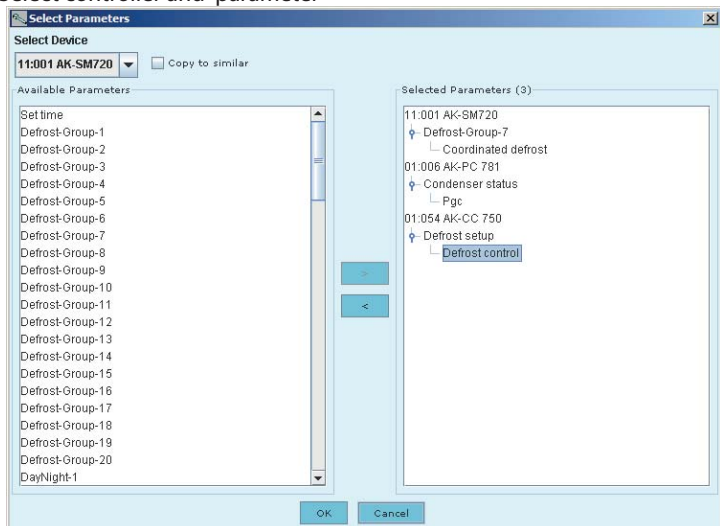 Select controller and parameter
Select Parameters
Select Device
11:001 AK-SM720
Copy to similar
Available Parameters
Set time
Defrost-Group-1
Defrost-Group-2
Defrost-Group-3
Defrost-Group-4
Defrost-Group-5
Defrost-Group-6
Defrost-Group-7
Defrost-Group-8
Defrost-Group-9
Defrost-Group-10
Defrost-Group-11
Defrost-Group-12
Defrost-Group-13
Defrost-Group-14
Defrost-Group-15
Defrost-Group-16
Defrost-Group-17
Defrost-Group-18
Defrost-Group-19
Defrost-Group-20
DayNight-1
>
<
Selected Parameters (3)
11:001 AK-SM720
Defrost-Group-7
Coordinated defrost
01:006 AK-PC 781
Condenser status
Pgc
01:054 AK-CC 750
Defrost setup
Defrost control
OK
Cancel